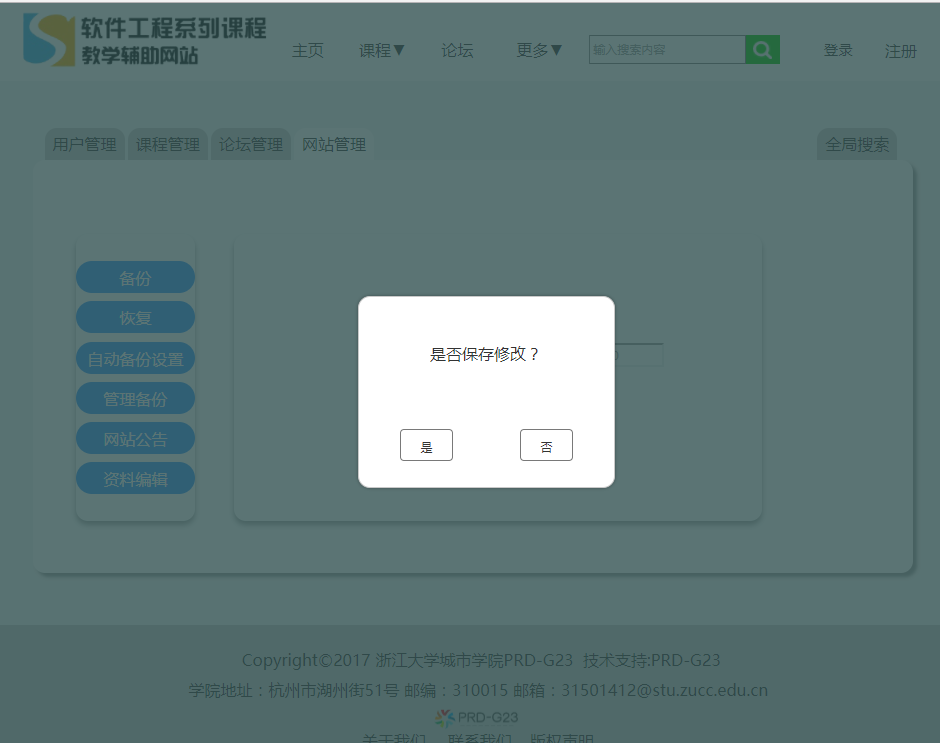 软件工程系列课程
教学辅助网站
主页 课程▼ 论坛 更多▼ 输入搜索内容 登录 注册
用户管理 课程管理 论坛管理 网站管理 全局搜索
备份
恢复
自动备份设置
管理备份
网站公告
资料编辑
是否保存修改？
是 否
Copyright©2017 浙江大学城市学院PRD-G23 技术支持:PRD-G23
学院地址：杭州市湖州街51号 邮编：310015 邮箱：31501412@stu.zucc.edu.cn
PRD-G23
关于我们 联系我们 版权声明